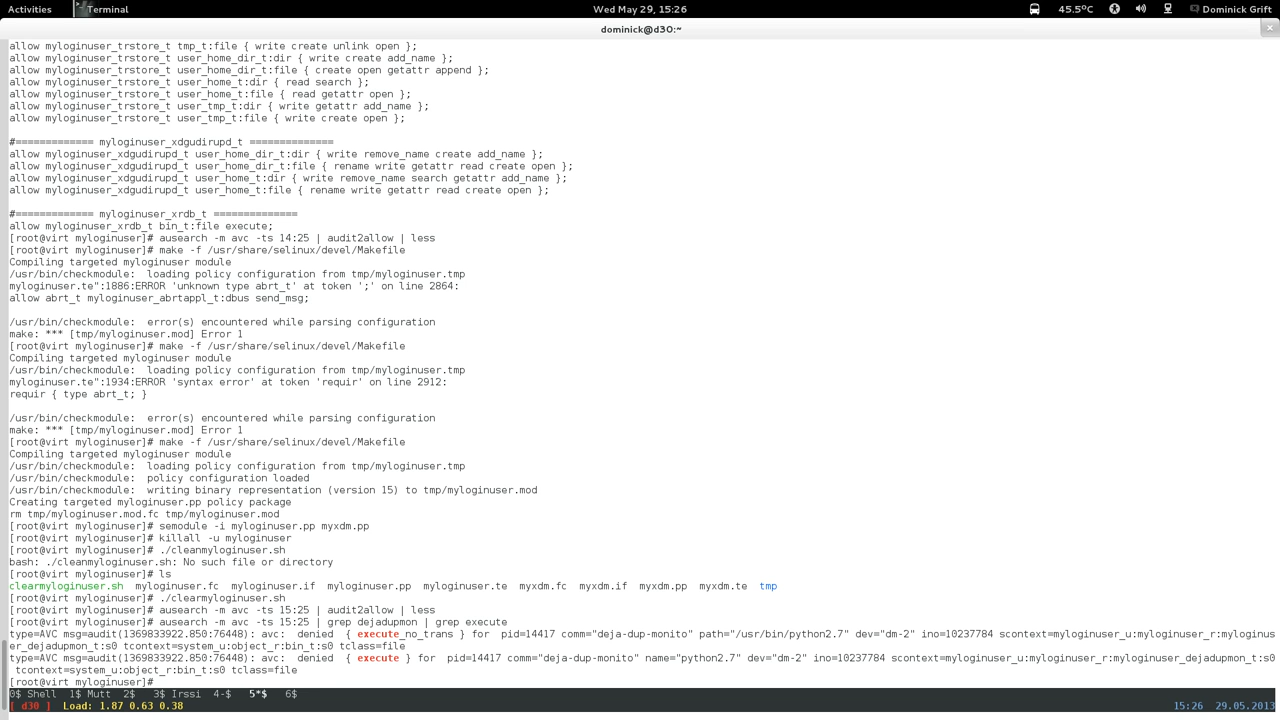 Activities Terminal Wed May 29, 15:26 45.5°C Dominick Grift
dominick@d30:~
allow myloginuser_trstore_t tmp_t:file { write create unlink open };
allow myloginuser_trstore_t user_home_dir_t:dir { write create add_name };
allow myloginuser_trstore_t user_home_dir_t:file { create open getattr append };
allow myloginuser_trstore_t user_home_t:dir { read search };
allow myloginuser_trstore_t user_home_t:file { read getattr open };
allow myloginuser_trstore_t user_tmp_t:dir { write getattr add_name };
allow myloginuser_trstore_t user_tmp_t:file { write create open };
#============= myloginuser_xdgudirupd_t ==============
allow myloginuser_xdgudirupd_t user_home_dir_t:dir { write remove_name create add_name };
allow myloginuser_xdgudirupd_t user_home_dir_t:file { rename write getattr read create open };
allow myloginuser_xdgudirupd_t user_home_t:dir { write remove_name search getattr add_name };
allow myloginuser_xdgudirupd_t user_home_t:file { rename write getattr read create open };
#============= myloginuser_xrdb_t ==============
allow myloginuser_xrdb_t bin_t:file execute;
[root@virt myloginuser]# ausearch -m avc -ts 14:25 | audit2allow | less
[root@virt myloginuser]# make -f /usr/share/selinux/devel/Makefile
Compiling targeted myloginuser module
/usr/bin/checkmodule:  loading policy configuration from tmp/myloginuser.tmp
myloginuser.te":1886:ERROR 'unknown type abrt_t' at token ';' on line 2864:
allow abrt_t myloginuser_abrtappl_t:dbus send_msg;
/usr/bin/checkmodule:  error(s) encountered while parsing configuration
make: *** [tmp/myloginuser.mod] Error 1
[root@virt myloginuser]# make -f /usr/share/selinux/devel/Makefile
Compiling targeted myloginuser module
/usr/bin/checkmodule:  loading policy configuration from tmp/myloginuser.tmp
myloginuser.te":1934:ERROR 'syntax error' at token 'requir' on line 2912:
requir { type abrt_t; }
/usr/bin/checkmodule:  error(s) encountered while parsing configuration
make: *** [tmp/myloginuser.mod] Error 1
[root@virt myloginuser]# make -f /usr/share/selinux/devel/Makefile
Compiling targeted myloginuser module
/usr/bin/checkmodule:  loading policy configuration from tmp/myloginuser.tmp
/usr/bin/checkmodule:  policy configuration loaded
/usr/bin/checkmodule:  writing binary representation (version 15) to tmp/myloginuser.mod
Creating targeted myloginuser.pp policy package
rm tmp/myloginuser.mod.fc tmp/myloginuser.mod
[root@virt myloginuser]# semodule -i myloginuser.pp myxdm.pp
[root@virt myloginuser]# killall -u myloginuser
[root@virt myloginuser]# ./cleanmyloginuser.sh
bash: ./cleanmyloginuser.sh: No such file or directory
[root@virt myloginuser]# ls
clearmyloginuser.sh  myloginuser.fc  myloginuser.if  myloginuser.pp  myloginuser.te  myxdm.fc  myxdm.if  myxdm.pp  myxdm.te  tmp
[root@virt myloginuser]# ./clearmyloginuser.sh
[root@virt myloginuser]# ausearch -m avc -ts 15:25 | audit2allow | less
[root@virt myloginuser]# ausearch -m avc -ts 15:25 | grep dejadupmon | grep execute
type=AVC msg=audit(1369833922.850:76448): avc:  denied  { execute_no_trans } for  pid=14417 comm="deja-dup-monito" path="/usr/bin/python2.7" dev="dm-2" ino=10237784 scontext=myloginuser_u:myloginuser_r:myloginus
er_dejadupmon_t:s0 tcontext=system_u:object_r:bin_t:s0 tclass=file
type=AVC msg=audit(1369833922.850:76448): avc:  denied  { execute } for  pid=14417 comm="deja-dup-monito" name="python2.7" dev="dm-2" ino=10237784 scontext=myloginuser_u:myloginuser_r:myloginuser_dejadupmon_t:s0
 tcontext=system_u:object_r:bin_t:s0 tclass=file
[root@virt myloginuser]#
0$ Shell  1$ Mutt  2$  3$ Irssi  4-$  5*$  6$
[ d30 ]  Load: 1.87 0.63 0.38 15:26  29.05.2013